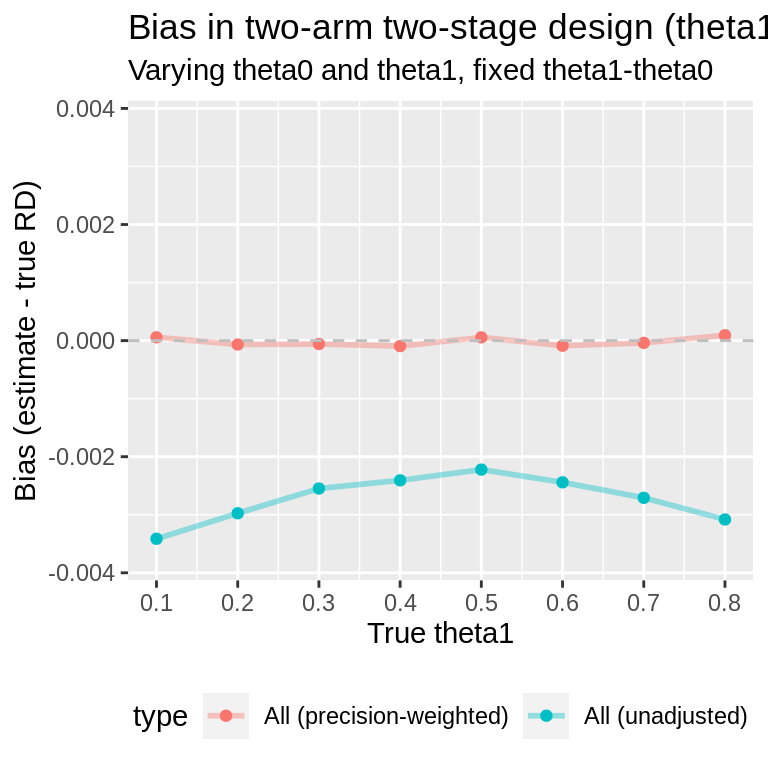 Bias in two-arm two-stage design (theta1
Varying theta0 and theta1, fixed theta1-theta0
Bias (estimate - true RD)
0.004
0.002
0.000
-0.002
-0.004
0.1 0.2 0.3 0.4 0.5 0.6 0.7 0.8
True theta1
type All (precision-weighted) All (unadjusted)